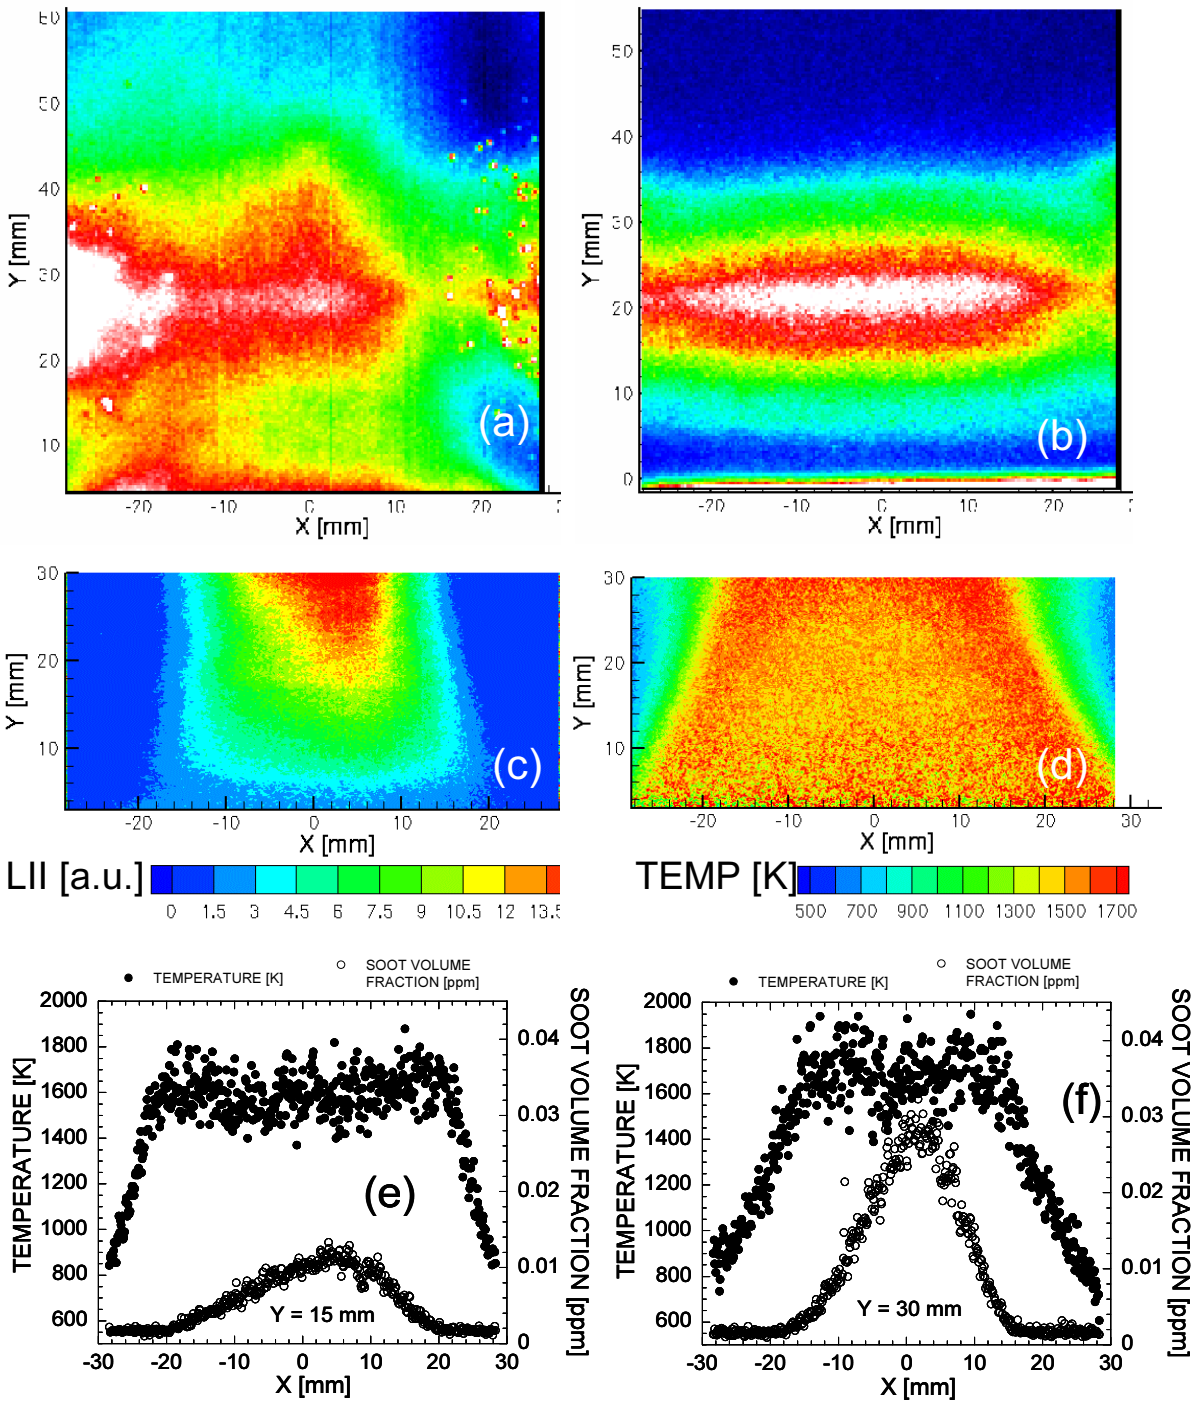 60
50
40
30
20
10
Y [mm]
(a)
-20 -10 0 10 20
X [mm]
50
40
30
20
10
0
Y [mm]
(b)
-20 -10 0 10 20
X [mm]
30
20
10
Y [mm]
(c)
-20 -10 0 10 20
X [mm]
30
20
10
Y [mm]
(d)
-20 -10 0 10 20 30
X [mm]
LII [a.u.]
0 1.5 3 4.5 6 7.5 9 10.5 12 13.5
TEMP [K]
500 700 900 1100 1300 1500 1700
TEMPERATURE [K]
SOOT VOLUME
FRACTION [ppm]
2000
1800
1600
1400
1200
1000
800
600
TEMPERATURE [K]
0.04
0.03
0.02
0.01
0
SOOT VOLUME FRACTION [ppm]
(e)
Y = 15 mm
-30 -20 -10 0 10 20 30
X [mm]
TEMPERATURE [K]
SOOT VOLUME
FRACTION [ppm]
2000
1800
1600
1400
1200
1000
800
600
TEMPERATURE [K]
0.04
0.03
0.02
0.01
0
SOOT VOLUME FRACTION [ppm]
(f)
Y = 30 mm
-30 -20 -10 0 10 20 30
X [mm]